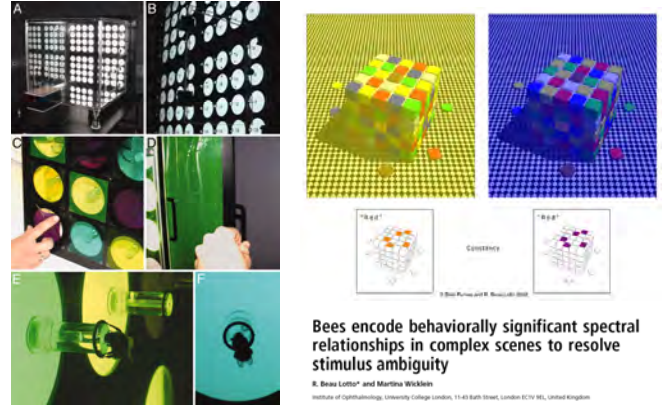 A
B
C
D
E
F
"Red"
"Red"
Constancy
© Dale Purves and R. Beau Lotto 2002
Bees encode behaviorally significant spectral
relationships in complex scenes to resolve
stimulus ambiguity
R. Beau Lotto* and Martina Wicklein
Institute of Ophthalmology, University College London, 11-43 Bath Street, London EC1V 9EL, United Kingdom